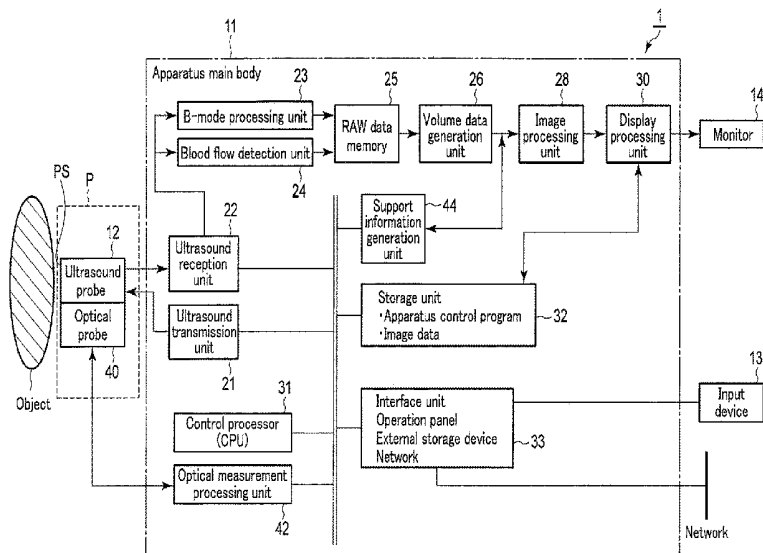 1
11
Apparatus main body
23
B-mode processing unit
Blood flow detection unit
24
25
RAW data
memory
26
Volume data
generation
unit
28
Image
processing
unit
30
Display
processing
unit
14
Monitor
PS
P
12
Ultrasound
probe
Optical
probe
40
Object
22
Ultrasound
reception
unit
Ultrasound
transmission
unit
21
44
Support
information
generation
unit
Storage unit
・Apparatus control program
・Image data
32
31
Control processor
(CPU)
Optical measurement
processing unit
42
Interface unit
Operation panel
External storage device
Network
33
13
Input
device
Network